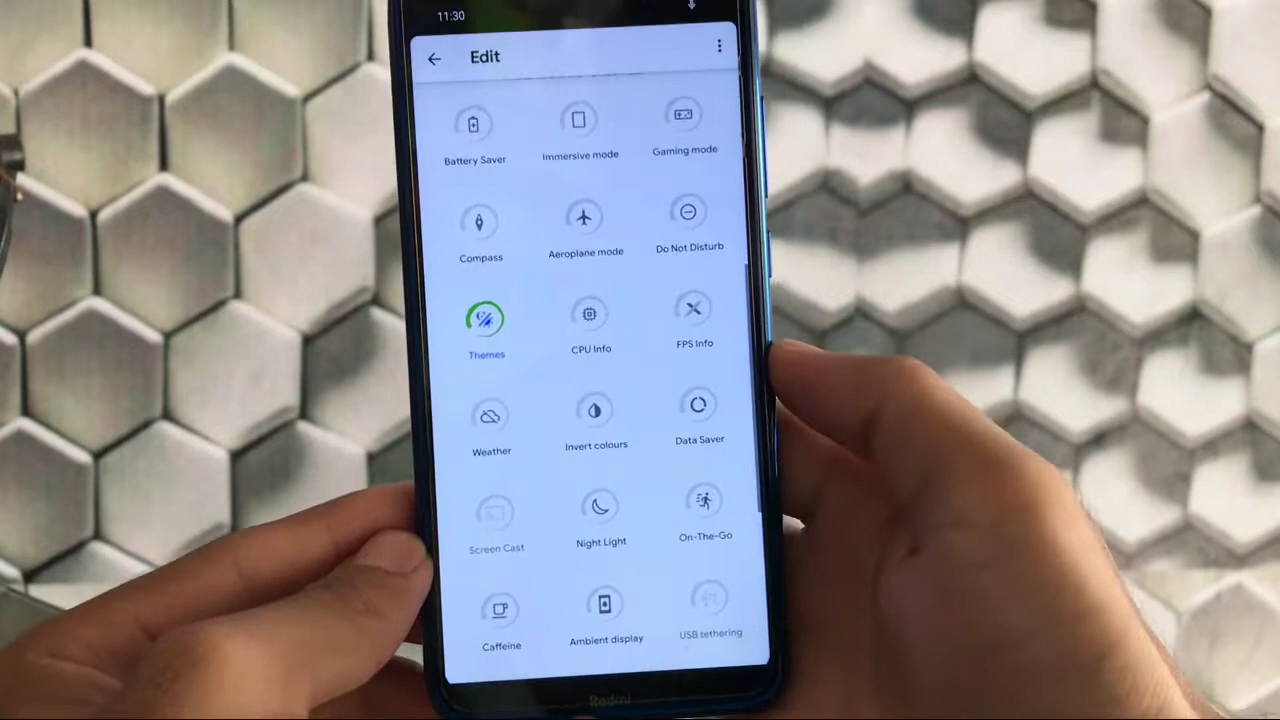 11:30
Edit
Battery Saver
Immersive mode
Gaming mode
Compass
Aeroplane mode
Do Not Disturb
Themes
CPU Info
FPS Info
Weather
Invert colours
Data Saver
Screen Cast
Night Light
On-The-Go
Caffeine
Ambient display
USB tethering
Redmi